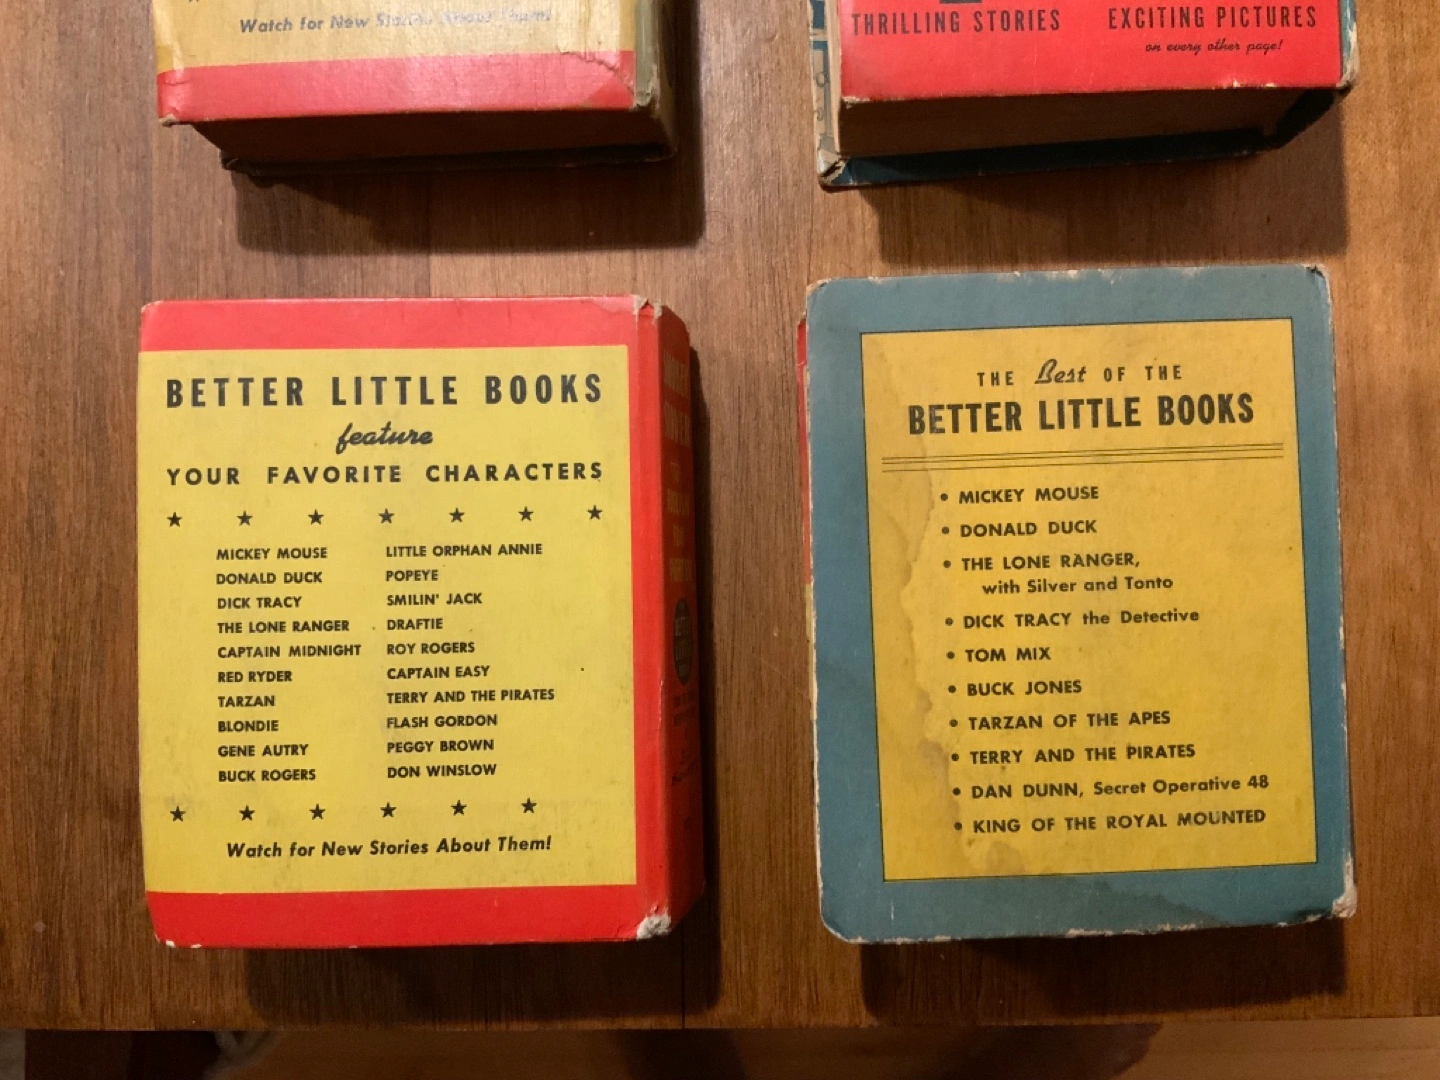 Watch for New Stories About Them!
THRILLING STORIES
EXCITING PICTURES
on every other page!
BETTER LITTLE BOOKS
feature
YOUR FAVORITE CHARACTERS
MICKEY MOUSE
DONALD DUCK
DICK TRACY
THE LONE RANGER
CAPTAIN MIDNIGHT
RED RYDER
TARZAN
BLONDIE
GENE AUTRY
BUCK ROGERS
LITTLE ORPHAN ANNIE
POPEYE
SMILIN' JACK
DRAFTIE
ROY ROGERS
CAPTAIN EASY
TERRY AND THE PIRATES
FLASH GORDON
PEGGY BROWN
DON WINSLOW
Watch for New Stories About Them!
THE Best OF THE
BETTER LITTLE BOOKS
• MICKEY MOUSE
• DONALD DUCK
• THE LONE RANGER,
with Silver and Tonto
• DICK TRACY the Detective
• TOM MIX
• BUCK JONES
• TARZAN OF THE APES
• TERRY AND THE PIRATES
• DAN DUNN, Secret Operative 48
• KING OF THE ROYAL MOUNTED